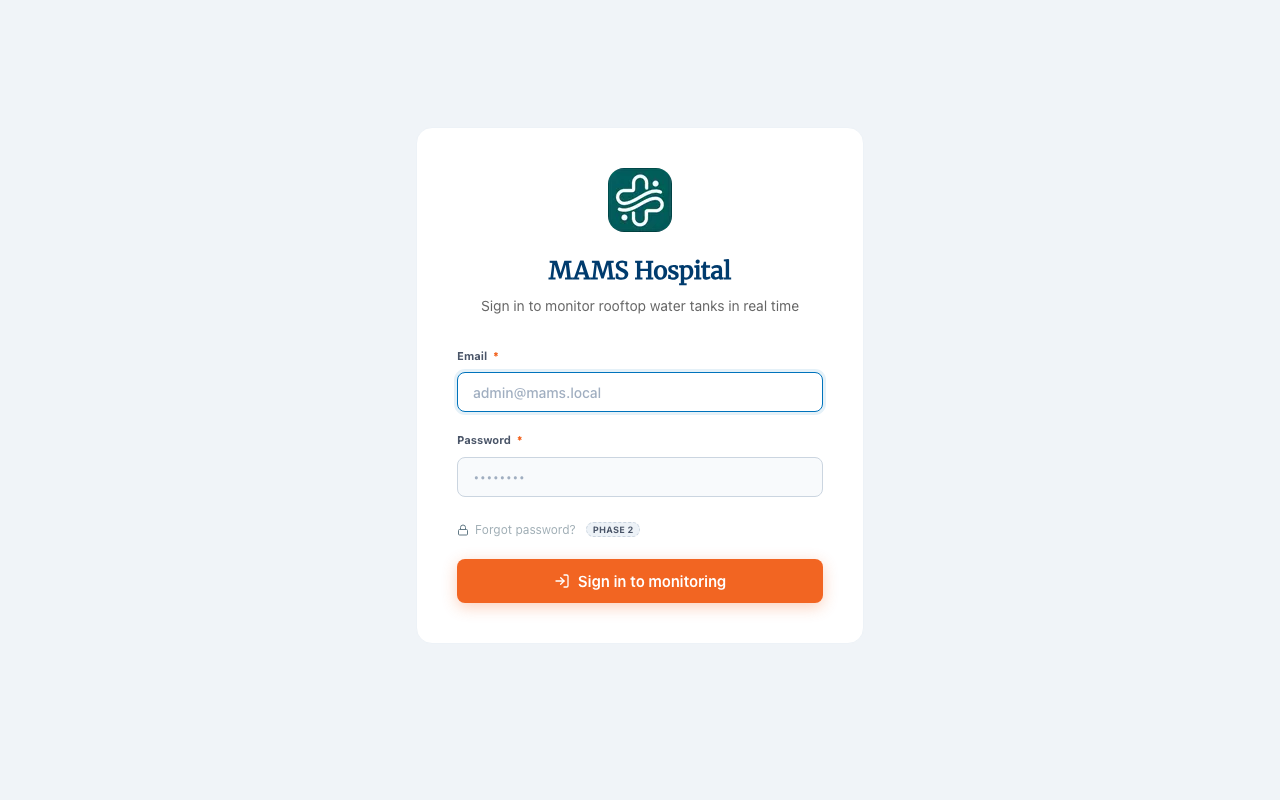 MAMS Hospital
Sign in to monitor rooftop water tanks in real time
Email *
admin@mams.local
Password *
••••••••
Forgot password? PHASE 2
Sign in to monitoring